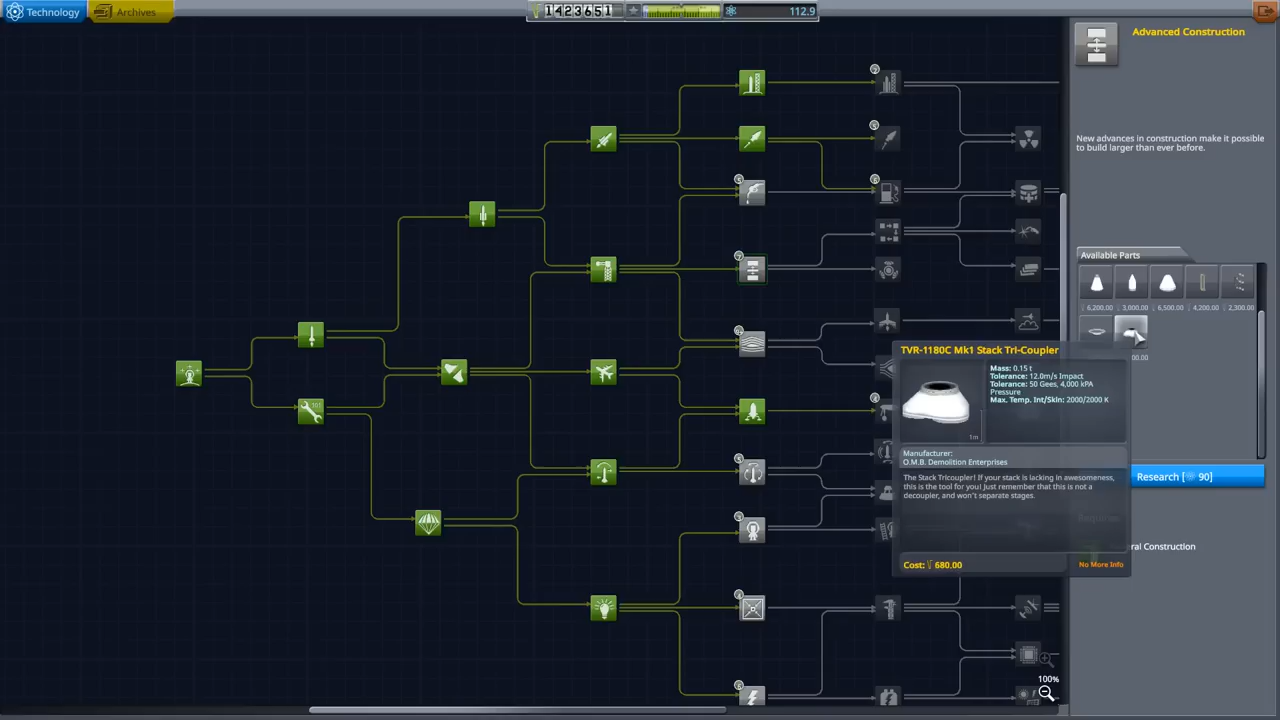 Technology
Archives
1423651
112.9
Advanced Construction
New advances in construction make it possible
to build larger than ever before.
Available Parts
6,200.00
3,000.00
6,500.00
4,200.00
2,300.00
00.00
TVR-1180C Mk1 Stack Tri-Coupler
Mass: 0.15 t
Tolerance: 12.0m/s Impact
Tolerance: 50 Gees, 4,000 kPa
Pressure
Max. Temp. Int/Skin: 2000/2000 K
1m
Manufacturer:
O.M.B. Demolition Enterprises
The Stack Tricoupler! If your stack is lacking in awesomeness,
this is the tool for you! Just remember that this is not a
decoupler, and won't separate stages.
Cost: 680.00
No More Info
Research [ 90]
ral Construction
101
100%